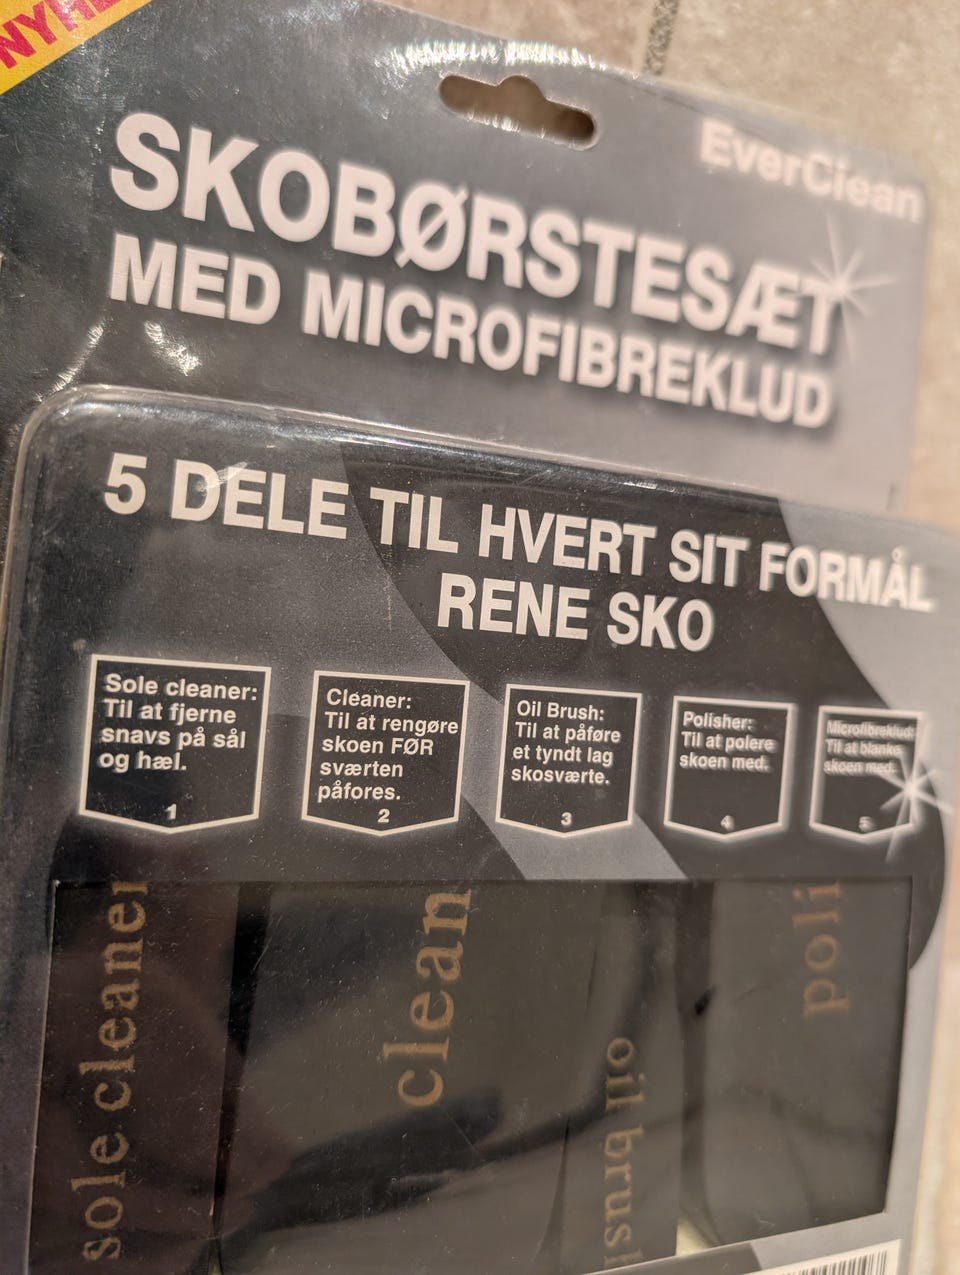 EverClean
SKOBØRSTESÆT
MED MICROFIBREKLUD
5 DELE TIL HVERT SIT FORMÅL
RENE SKO
Sole cleaner:
Til at fjerne
snavs på sål
og hæl.
1
Cleaner:
Til at rengøre
skoen FØR
sværten
påfores.
2
Oil Brush:
Til at påføre
et tyndt lag
skosværte.
3
Polisher:
Til at polere
skoen med.
4
Microfibreklud:
Til at blanke
skoen med.
5
sole cleaner
clean
oil brush
poli